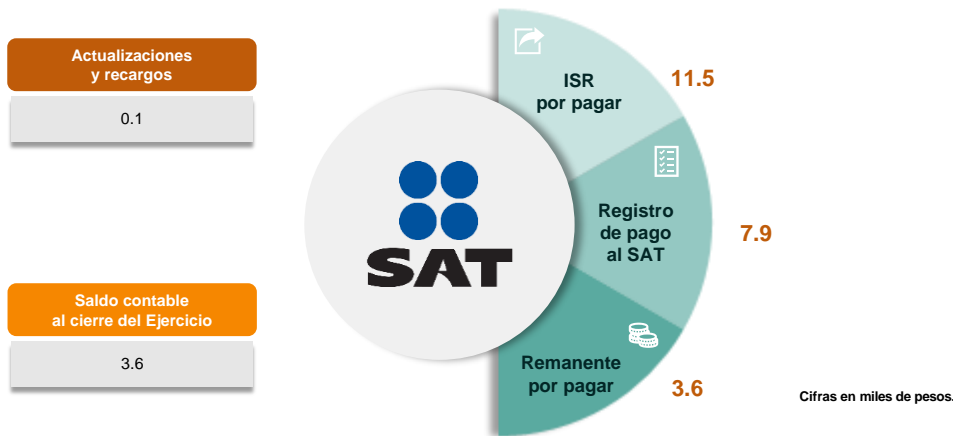 Actualizaciones
y recargos
0.1
Saldo contable
al cierre del Ejercicio
3.6
SAT
ISR
por pagar
11.5
Registro
de pago
al SAT
7.9
Remanente
por pagar
3.6
Cifras en miles de pesos.